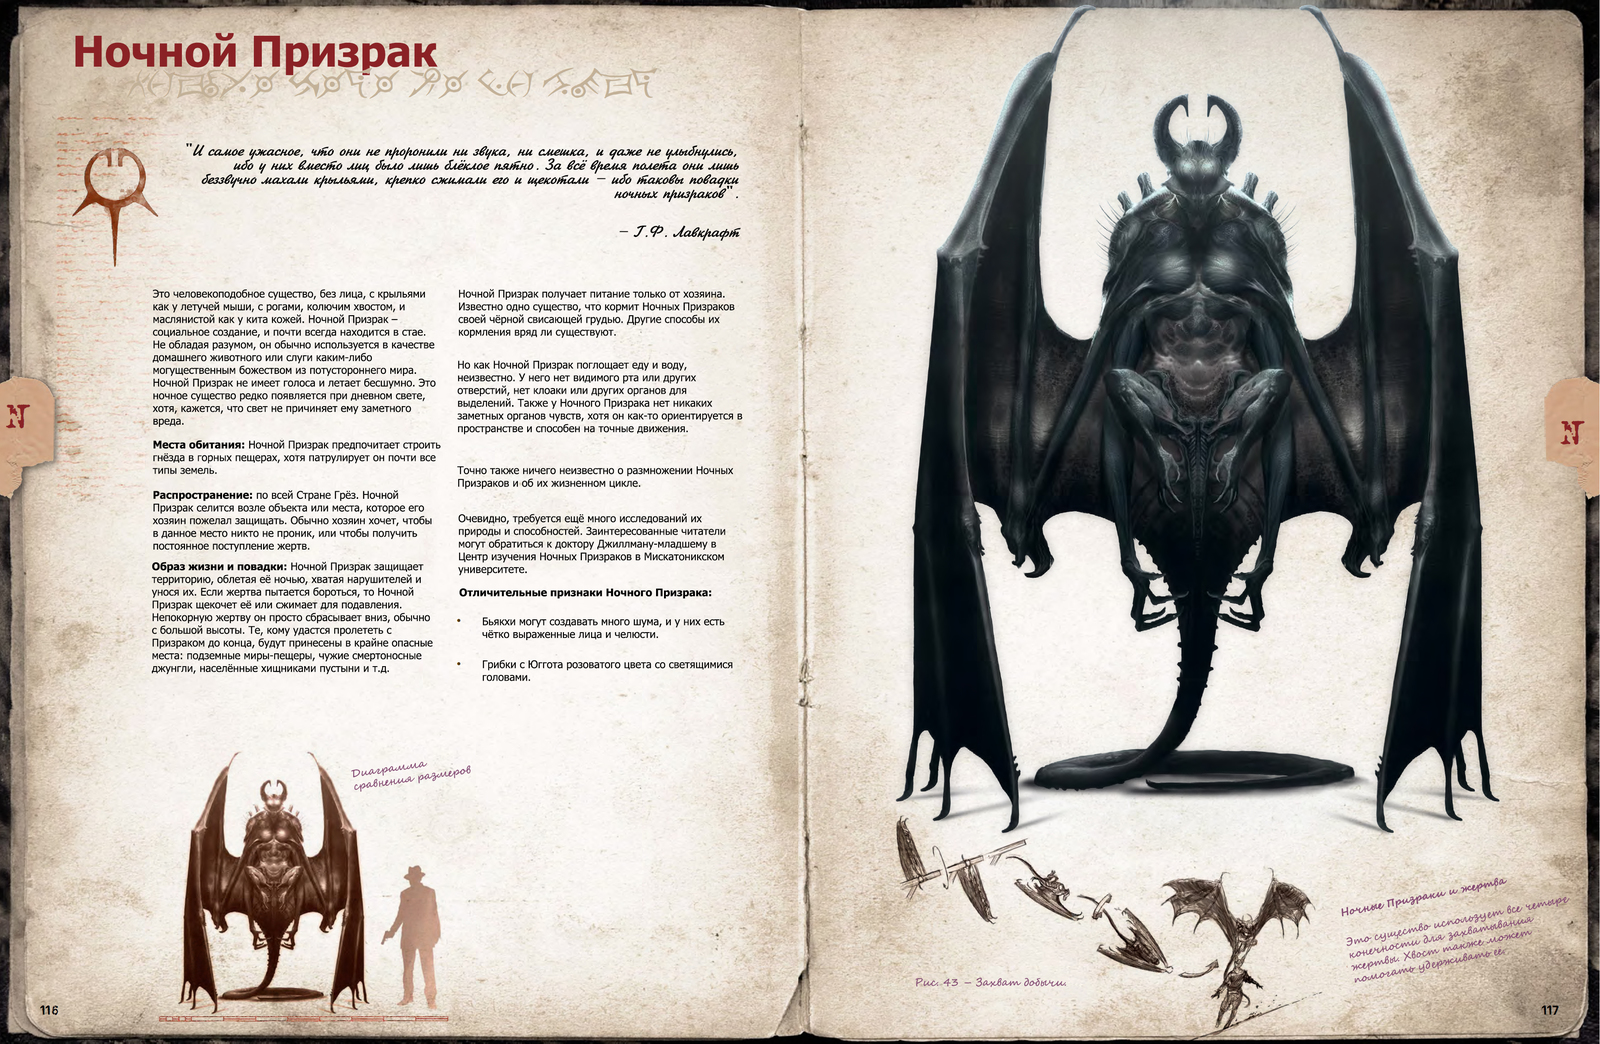 Ночной Призрак
"И самое ужасное, что они не проронили ни звука, ни смешка, и даже не улыбнулись,
ибо у них вместо лиц было лишь блёклое пятно. За всё время полета они лишь
беззвучно махали крыльями, крепко сжимали его и щекотали – ибо таковы повадки
ночных призраков".
– Г.Ф. Лавкрафт
N
Это человекоподобное существо, без лица, с крыльями
как у летучей мыши, с рогами, колючим хвостом, и
маслянистой как у кита кожей. Ночной Призрак –
социальное создание, и почти всегда находится в стае.
Не обладая разумом, он обычно используется в качестве
домашнего животного или слуги каким-либо
могущественным божеством из потустороннего мира.
Ночной Призрак не имеет голоса и летает бесшумно. Это
ночное существо редко появляется при дневном свете,
хотя, кажется, что свет не причиняет ему заметного
вреда.
Места обитания: Ночной Призрак предпочитает строить
гнёзда в горных пещерах, хотя патрулирует он почти все
типы земель.
Распространение: по всей Стране Грёз. Ночной
Призрак селится возле объекта или места, которое его
хозяин пожелал защищать. Обычно хозяин хочет, чтобы
в данное место никто не проник, или чтобы получить
постоянное поступление жертв.
Образ жизни и повадки: Ночной Призрак защищает
территорию, облетая её ночью, хватая нарушителей и
унося их. Если жертва пытается бороться, то Ночной
Призрак щекочет её или сжимает для подавления.
Непокорную жертву он просто сбрасывает вниз, обычно
с большой высоты. Те, кому удастся пролететь с
Призраком до конца, будут принесены в крайне опасные
места: подземные миры-пещеры, чужие смертоносные
джунгли, населённые хищниками пустыни и т.д.
Ночной Призрак получает питание только от хозяина.
Известно одно существо, что кормит Ночных Призраков
своей чёрной свисающей грудью. Другие способы их
кормления вряд ли существуют.
Но как Ночной Призрак поглощает еду и воду,
неизвестно. У него нет видимого рта или других
отверстий, нет клоаки или других органов для
выделений. Также у Ночного Призрака нет никаких
заметных органов чувств, хотя он как-то ориентируется в
пространстве и способен на точные движения.
Точно также ничего неизвестно о размножении Ночных
Призраков и об их жизненном цикле.
Очевидно, требуется ещё много исследований их
природы и способностей. Заинтересованные читатели
могут обратиться к доктору Джиллману-младшему в
Центр изучения Ночных Призраков в Мискатоникском
университете.
Отличительные признаки Ночного Призрака:
• Бьякхи могут создавать много шума, и у них есть
чётко выраженные лица и челюсти.
• Грибки с Юггота розоватого цвета со светящимися
головами.
Диаграмма
сравнения размеров
116
N
Рис. 43 – Захват добычи.
Ночные Призраки и жертва
Это существо использует все четыре
конечности для захватывания
жертвы. Хвост также может
помогать удерживать её.
117